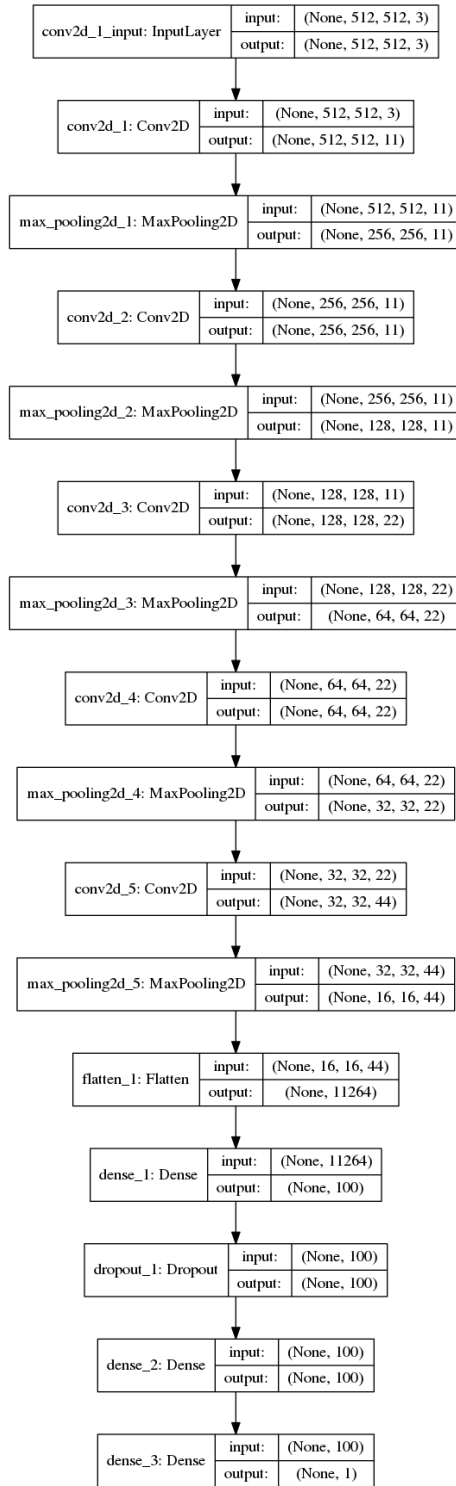 conv2d_1_input: InputLayer
input: (None, 512, 512, 3)
output: (None, 512, 512, 3)
conv2d_1: Conv2D
input: (None, 512, 512, 3)
output: (None, 512, 512, 11)
max_pooling2d_1: MaxPooling2D
input: (None, 512, 512, 11)
output: (None, 256, 256, 11)
conv2d_2: Conv2D
input: (None, 256, 256, 11)
output: (None, 256, 256, 11)
max_pooling2d_2: MaxPooling2D
input: (None, 256, 256, 11)
output: (None, 128, 128, 11)
conv2d_3: Conv2D
input: (None, 128, 128, 11)
output: (None, 128, 128, 22)
max_pooling2d_3: MaxPooling2D
input: (None, 128, 128, 22)
output: (None, 64, 64, 22)
conv2d_4: Conv2D
input: (None, 64, 64, 22)
output: (None, 64, 64, 22)
max_pooling2d_4: MaxPooling2D
input: (None, 64, 64, 22)
output: (None, 32, 32, 22)
conv2d_5: Conv2D
input: (None, 32, 32, 22)
output: (None, 32, 32, 44)
max_pooling2d_5: MaxPooling2D
input: (None, 32, 32, 44)
output: (None, 16, 16, 44)
flatten_1: Flatten
input: (None, 16, 16, 44)
output: (None, 11264)
dense_1: Dense
input: (None, 11264)
output: (None, 100)
dropout_1: Dropout
input: (None, 100)
output: (None, 100)
dense_2: Dense
input: (None, 100)
output: (None, 100)
dense_3: Dense
input: (None, 100)
output: (None, 1)